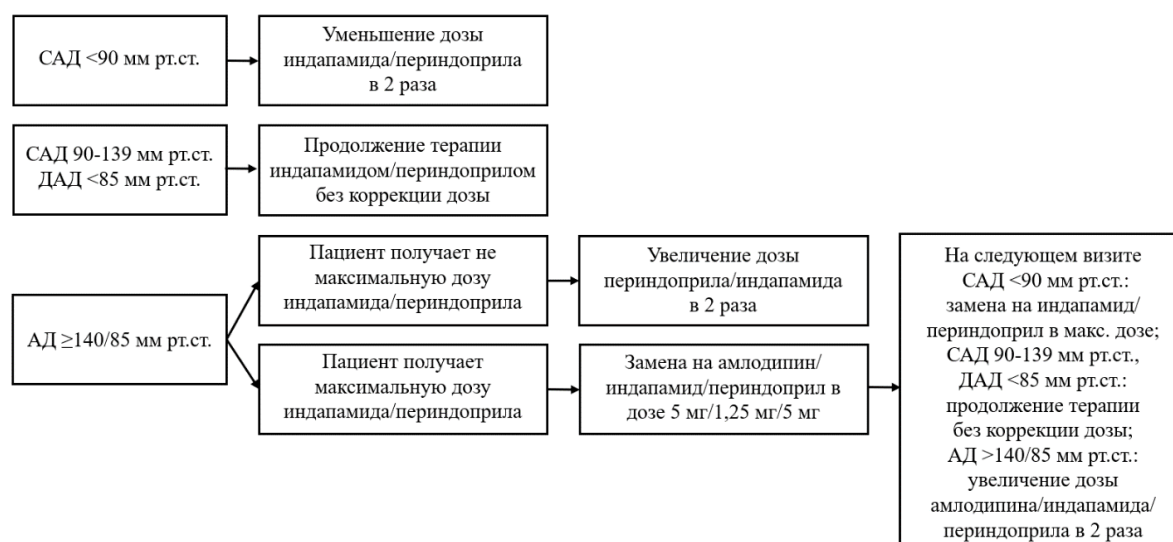 САД <90 мм рт.ст.
Уменьшение дозы
индапамида/периндоприла
в 2 раза
САД 90-139 мм рт.ст.
ДАД <85 мм рт.ст.
Продолжение терапии
индапамидом/периндоприлом
без коррекции дозы
АД ≥140/85 мм рт.ст.
Пациент получает не
максимальную дозу
индапамида/периндоприла
Увеличение дозы
периндоприла/индапамида
в 2 раза
Пациент получает
максимальную дозу
индапамида/периндоприла
Замена на амлодипин/
индапамид/периндоприл в
дозе 5 мг/1,25 мг/5 мг
На следующем визите
САД <90 мм рт.ст.:
замена на индапамид/
периндоприл в макс. дозе;
САД 90-139 мм рт.ст.,
ДАД <85 мм рт.ст.:
продолжение терапии
без коррекции дозы;
АД >140/85 мм рт.ст.:
увеличение дозы
амлодипина/индапамида/
периндоприла в 2 раза